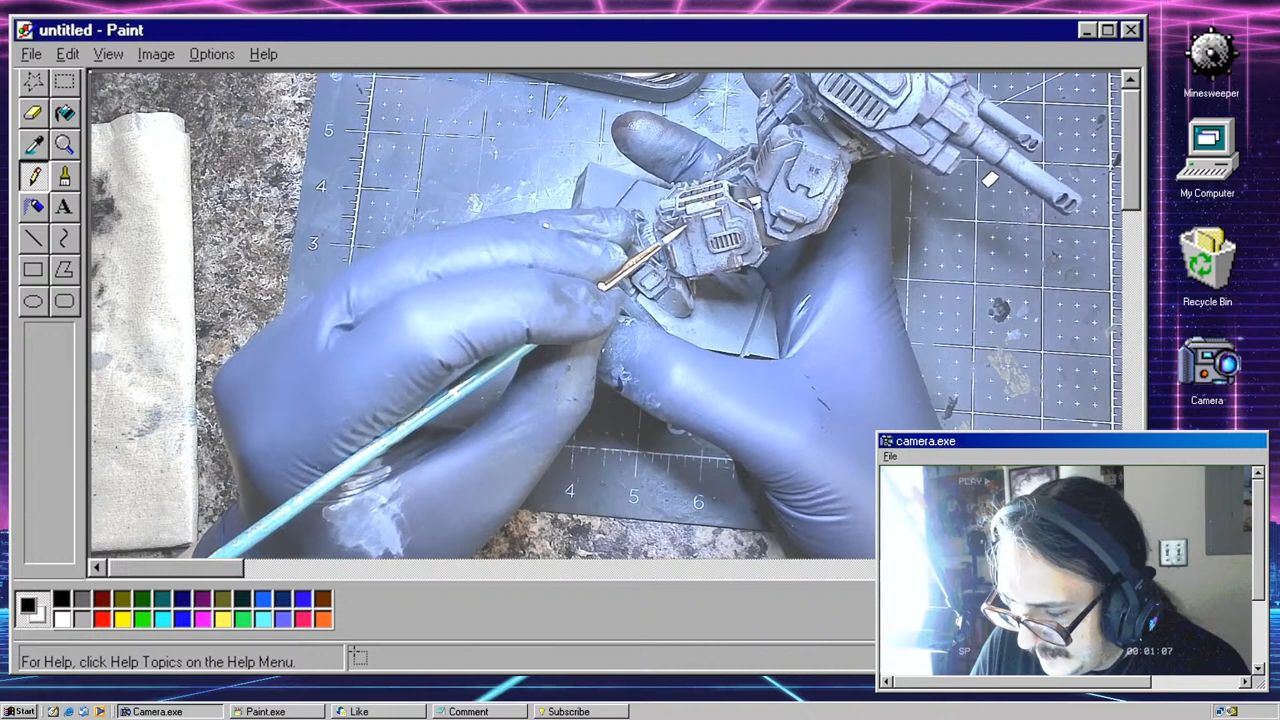 untitled - Paint
File Edit View Image Options Help
5
4
3
4 5 6
For Help, click Help Topics on the Help Menu.
Minesweeper
My Computer
Recycle Bin
Camera
camera.exe
File
PLAY
SP 00:01:07
Start Camera.exe Paint.exe Like Comment Subscribe